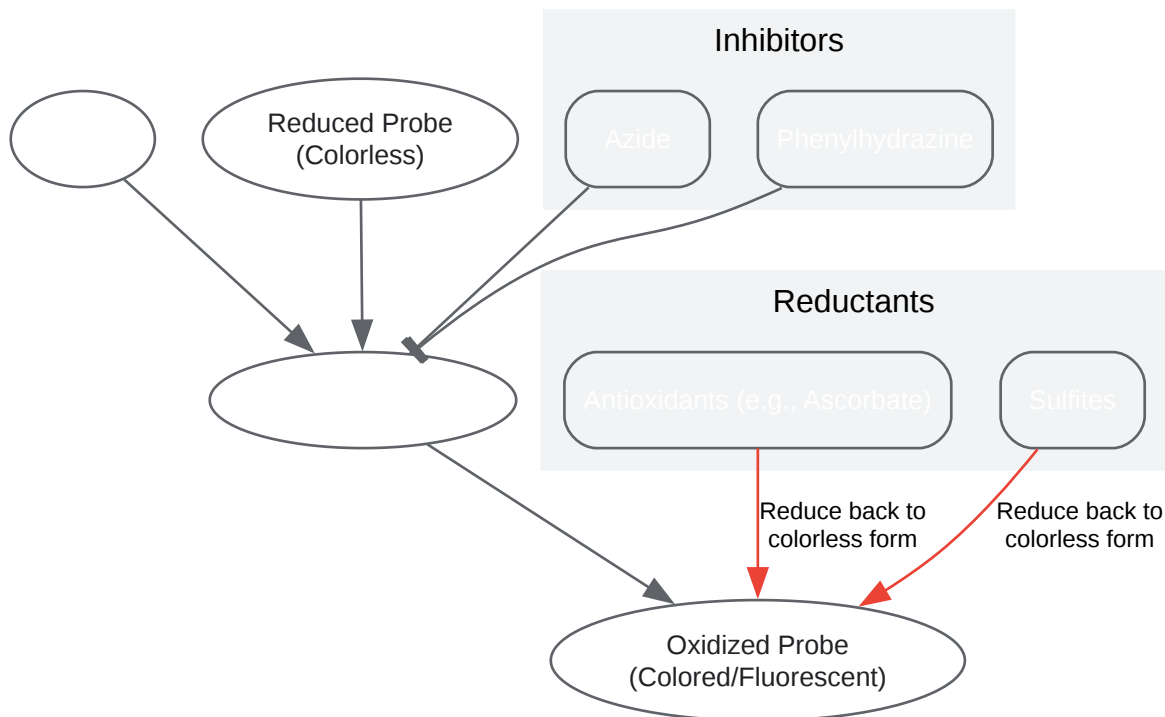 Inhibitors
Reduced Probe
(Colorless)
Azide
Phenylhydrazine
Reductants
Antioxidants (e.g., Ascorbate)
Sulfites
Reduce back to
colorless form
Reduce back to
colorless form
Oxidized Probe
(Colored/Fluorescent)